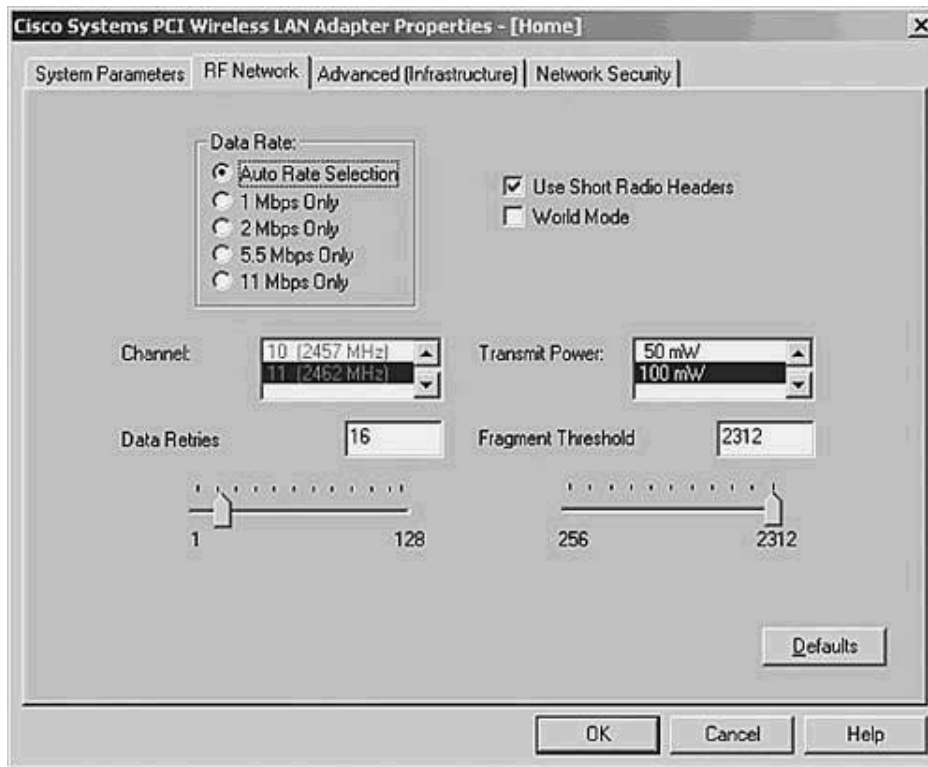 Cisco Systems PCI Wireless LAN Adapter Properties - [Home]
System Parameters
RF Network
Advanced (Infrastructure)
Network Security
Data Rate:
Auto Rate Selection
1 Mbps Only
2 Mbps Only
5.5 Mbps Only
11 Mbps Only
Use Short Radio Headers
World Mode
Channel:
10 (2457 MHz)
11 (2462 MHz)
Transmit Power:
50 mW
100 mW
Data Retries
16
Fragment Threshold
2312
1
128
256
2312
Defaults
OK
Cancel
Help